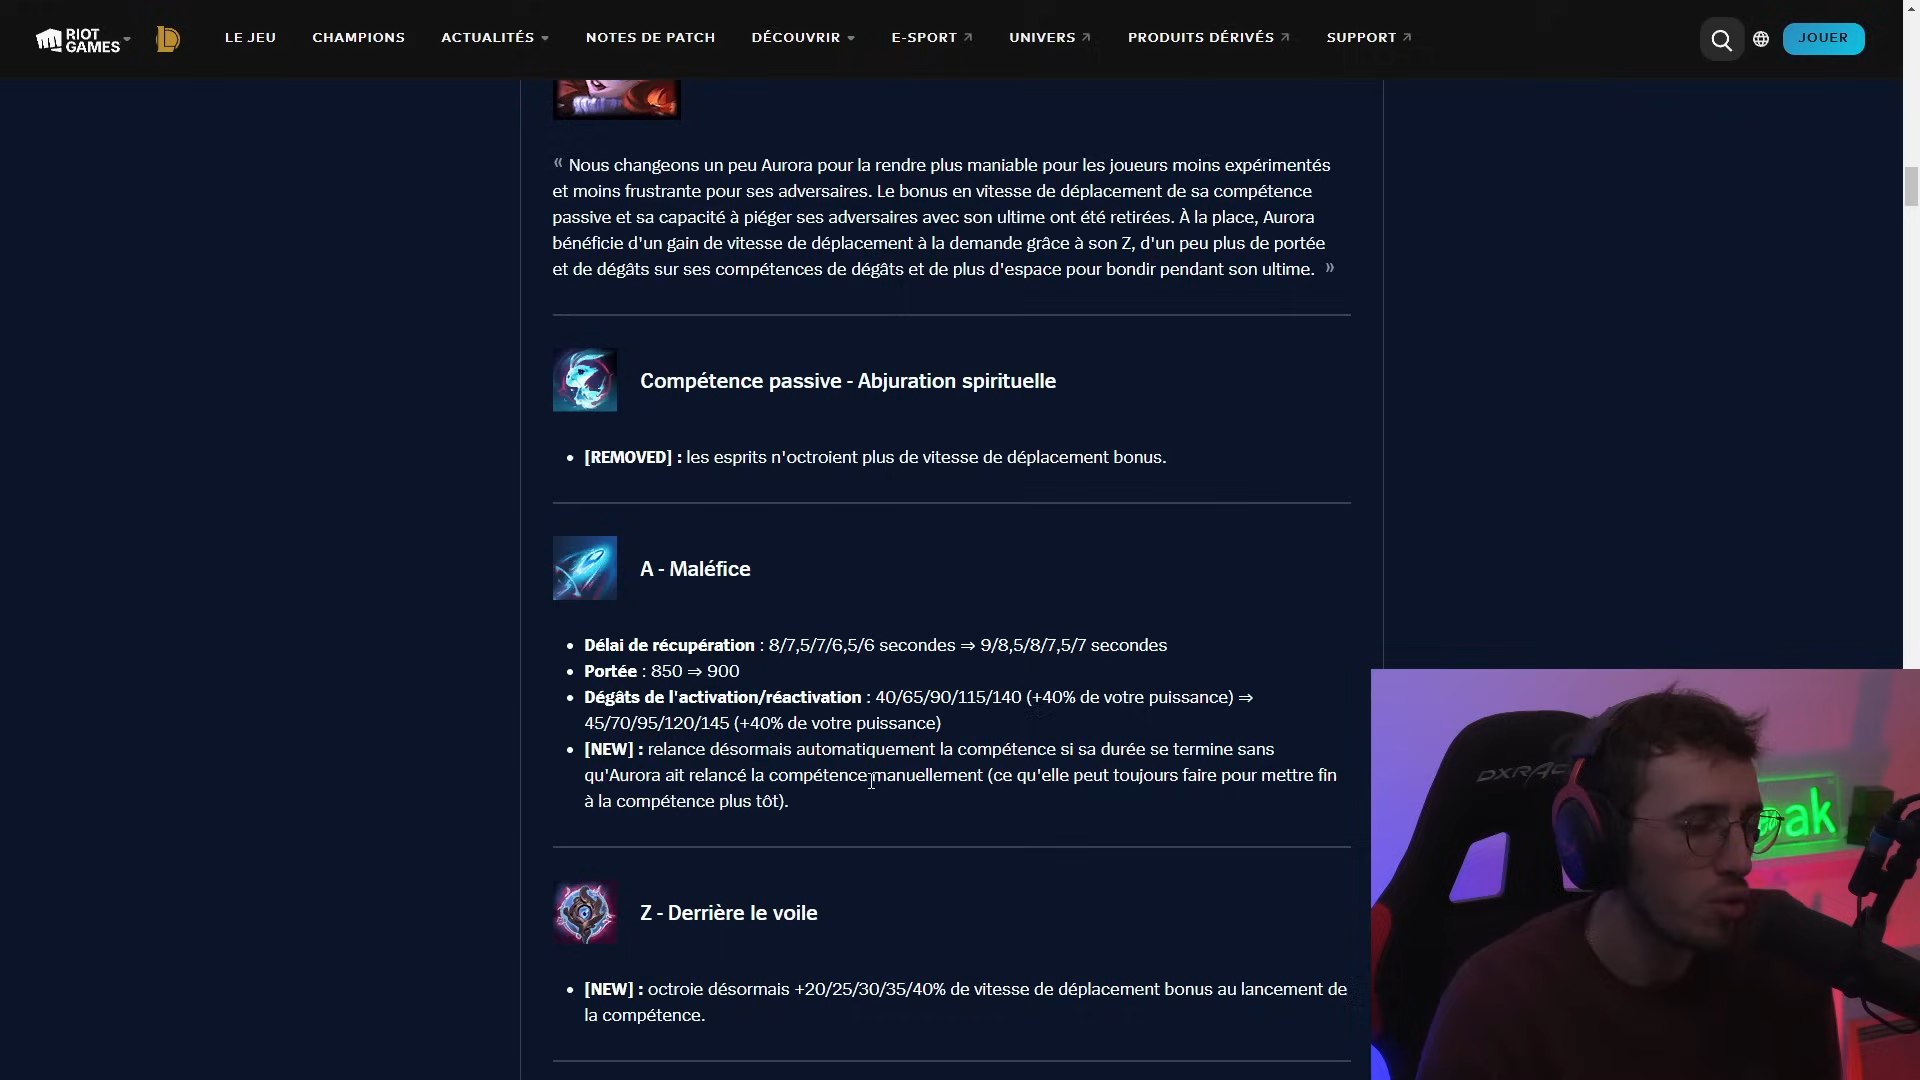 RIOT GAMES
LE JEU CHAMPIONS ACTUALITÉS NOTES DE PATCH DÉCOUVRIR E-SPORT UNIVERS PRODUITS DÉRIVÉS SUPPORT JOUER
« Nous changeons un peu Aurora pour la rendre plus maniable pour les joueurs moins expérimentés
et moins frustrante pour ses adversaires. Le bonus en vitesse de déplacement de sa compétence
passive et sa capacité à piéger ses adversaires avec son ultime ont été retirées. À la place, Aurora
bénéficie d'un gain de vitesse de déplacement à la demande grâce à son Z, d'un peu plus de portée
et de dégâts sur ses compétences de dégâts et de plus d'espace pour bondir pendant son ultime. »
Compétence passive - Abjuration spirituelle
• [REMOVED] : les esprits n'octroient plus de vitesse de déplacement bonus.
A - Maléfice
• Délai de récupération : 8/7,5/7/6,5/6 secondes ⇒ 9/8,5/8/7,5/7 secondes
• Portée : 850 ⇒ 900
• Dégâts de l'activation/réactivation : 40/65/90/115/140 (+40% de votre puissance) ⇒
45/70/95/120/145 (+40% de votre puissance)
• [NEW] : relance désormais automatiquement la compétence si sa durée se termine sans
qu'Aurora ait relancé la compétence manuellement (ce qu'elle peut toujours faire pour mettre fin
à la compétence plus tôt).
Z - Derrière le voile
• [NEW] : octroie désormais +20/25/30/35/40% de vitesse de déplacement bonus au lancement de
la compétence.
DXRAC
ak